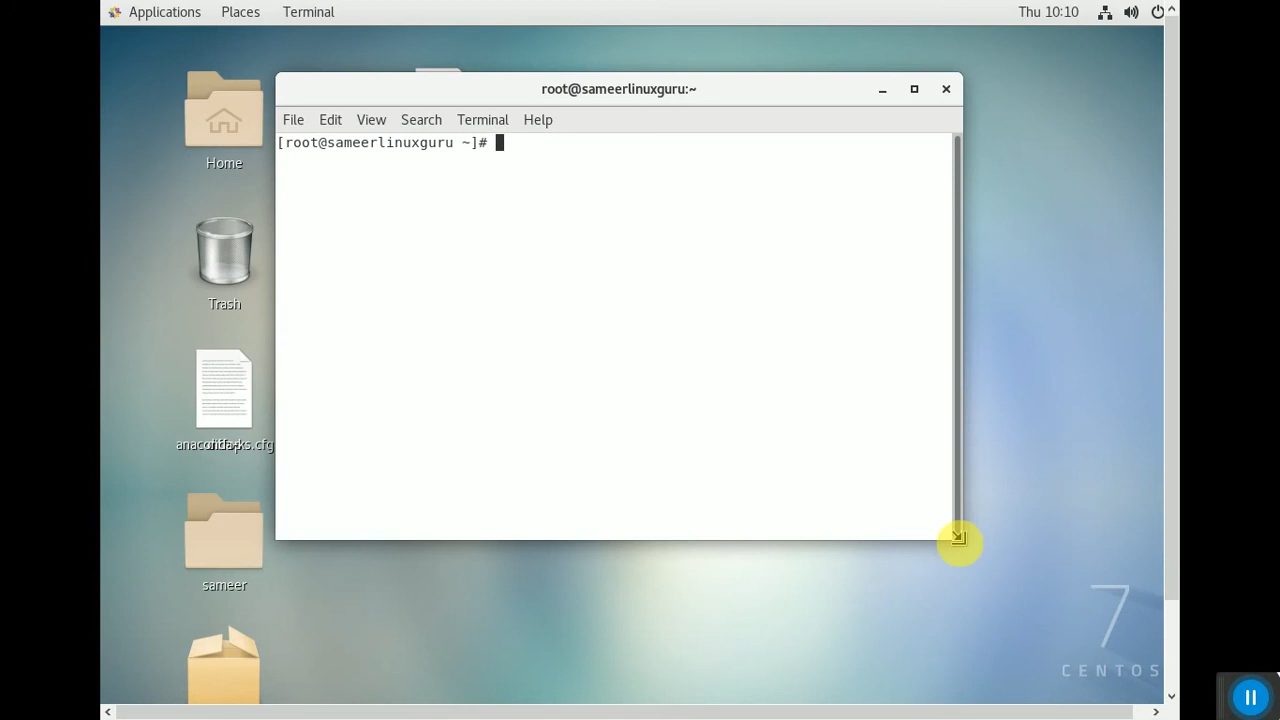 Applications Places Terminal Thu 10:10
root@sameerlinuxguru:~
File Edit View Search Terminal Help
[root@sameerlinuxguru ~]#
Home
Trash
sameer
7
CENTOS